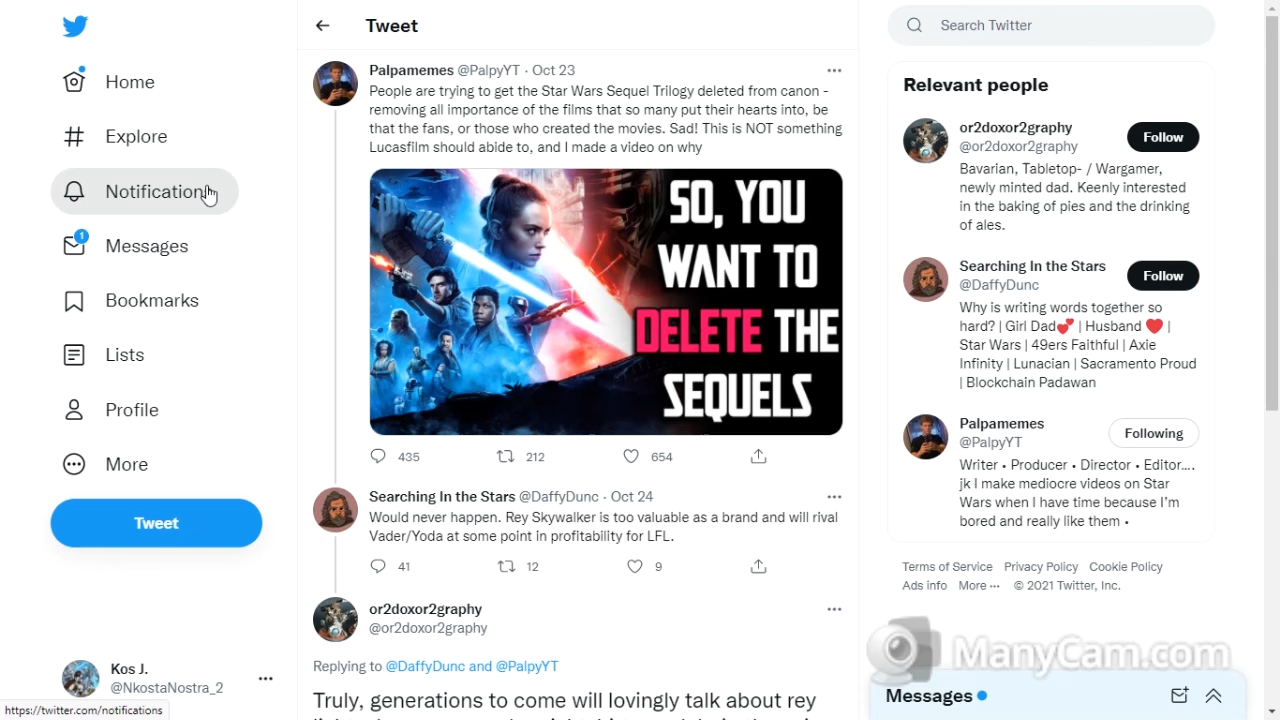 Home
Explore
Notifications
1
Messages
Bookmarks
Lists
Profile
More
Tweet
Kos J.
@NkostaNostra_2
https://twitter.com/notifications
Tweet
Palpamemes @PalpyYT · Oct 23
People are trying to get the Star Wars Sequel Trilogy deleted from canon -
removing all importance of the films that so many put their hearts into, be
that the fans, or those who created the movies. Sad! This is NOT something
Lucasfilm should abide to, and I made a video on why
SO, YOU
WANT TO
DELETE THE
SEQUELS
435 212 654
Searching In the Stars @DaffyDunc · Oct 24
Would never happen. Rey Skywalker is too valuable as a brand and will rival
Vader/Yoda at some point in profitability for LFL.
41 12 9
or2doxor2graphy
@or2doxor2graphy
Replying to @DaffyDunc and @PalpyYT
Truly, generations to come will lovingly talk about rey
Search Twitter
Relevant people
or2doxor2graphy
@or2doxor2graphy
Follow
Bavarian, Tabletop- / Wargamer,
newly minted dad. Keenly interested
in the baking of pies and the drinking
of ales.
Searching In the Stars
@DaffyDunc
Follow
Why is writing words together so
hard? | Girl Dad💕 | Husband ❤️ |
Star Wars | 49ers Faithful | Axie
Infinity | Lunacian | Sacramento Proud
| Blockchain Padawan
Palpamemes
@PalpyYT
Following
Writer • Producer • Director • Editor....
jk I make mediocre videos on Star
Wars when I have time because I'm
bored and really like them •
Terms of Service Privacy Policy Cookie Policy
Ads info More ··· © 2021 Twitter, Inc.
ManyCam.com
Messages